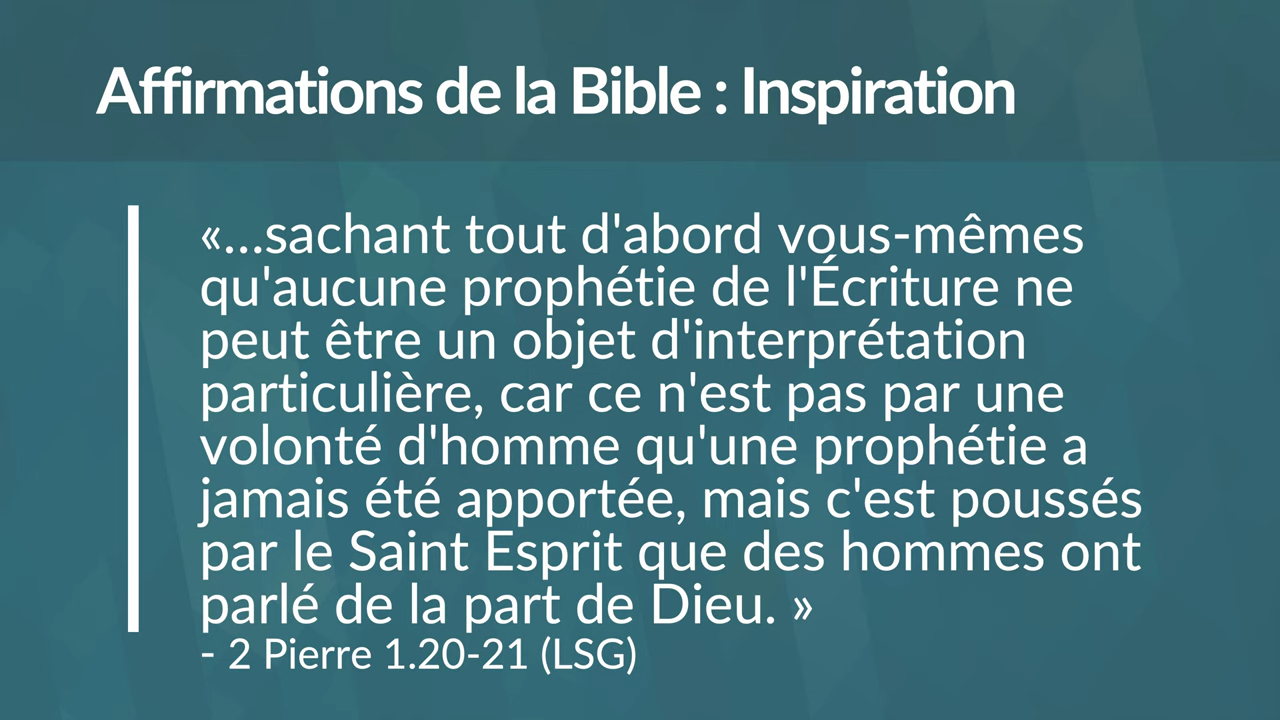 Affirmations de la Bible : Inspiration
«...sachant tout d'abord vous-mêmes
qu'aucune prophétie de l'Écriture ne
peut être un objet d'interprétation
particulière, car ce n'est pas par une
volonté d'homme qu'une prophétie a
jamais été apportée, mais c'est poussés
par le Saint Esprit que des hommes ont
parlé de la part de Dieu. »
- 2 Pierre 1.20-21 (LSG)